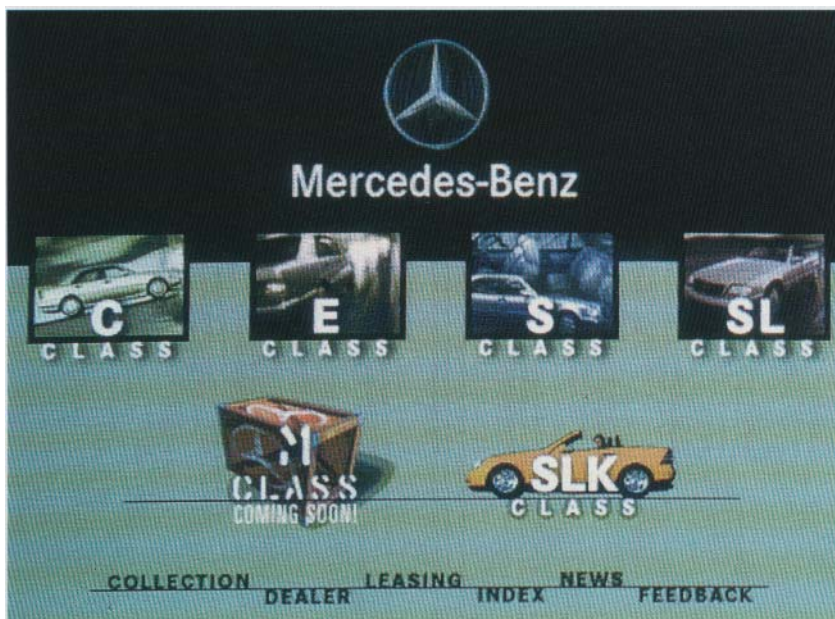 Mercedes-Benz
C
CLASS
E
CLASS
S
CLASS
SL
CLASS
M
CLASS
COMING SOON!
SLK
CLASS
COLLECTION
DEALER
LEASING
INDEX
NEWS
FEEDBACK